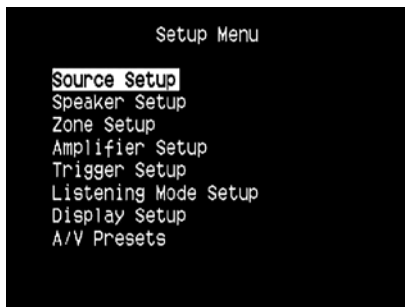 Setup Menu
Source Setup
Speaker Setup
Zone Setup
Amplifier Setup
Trigger Setup
Listening Mode Setup
Display Setup
A/V Presets